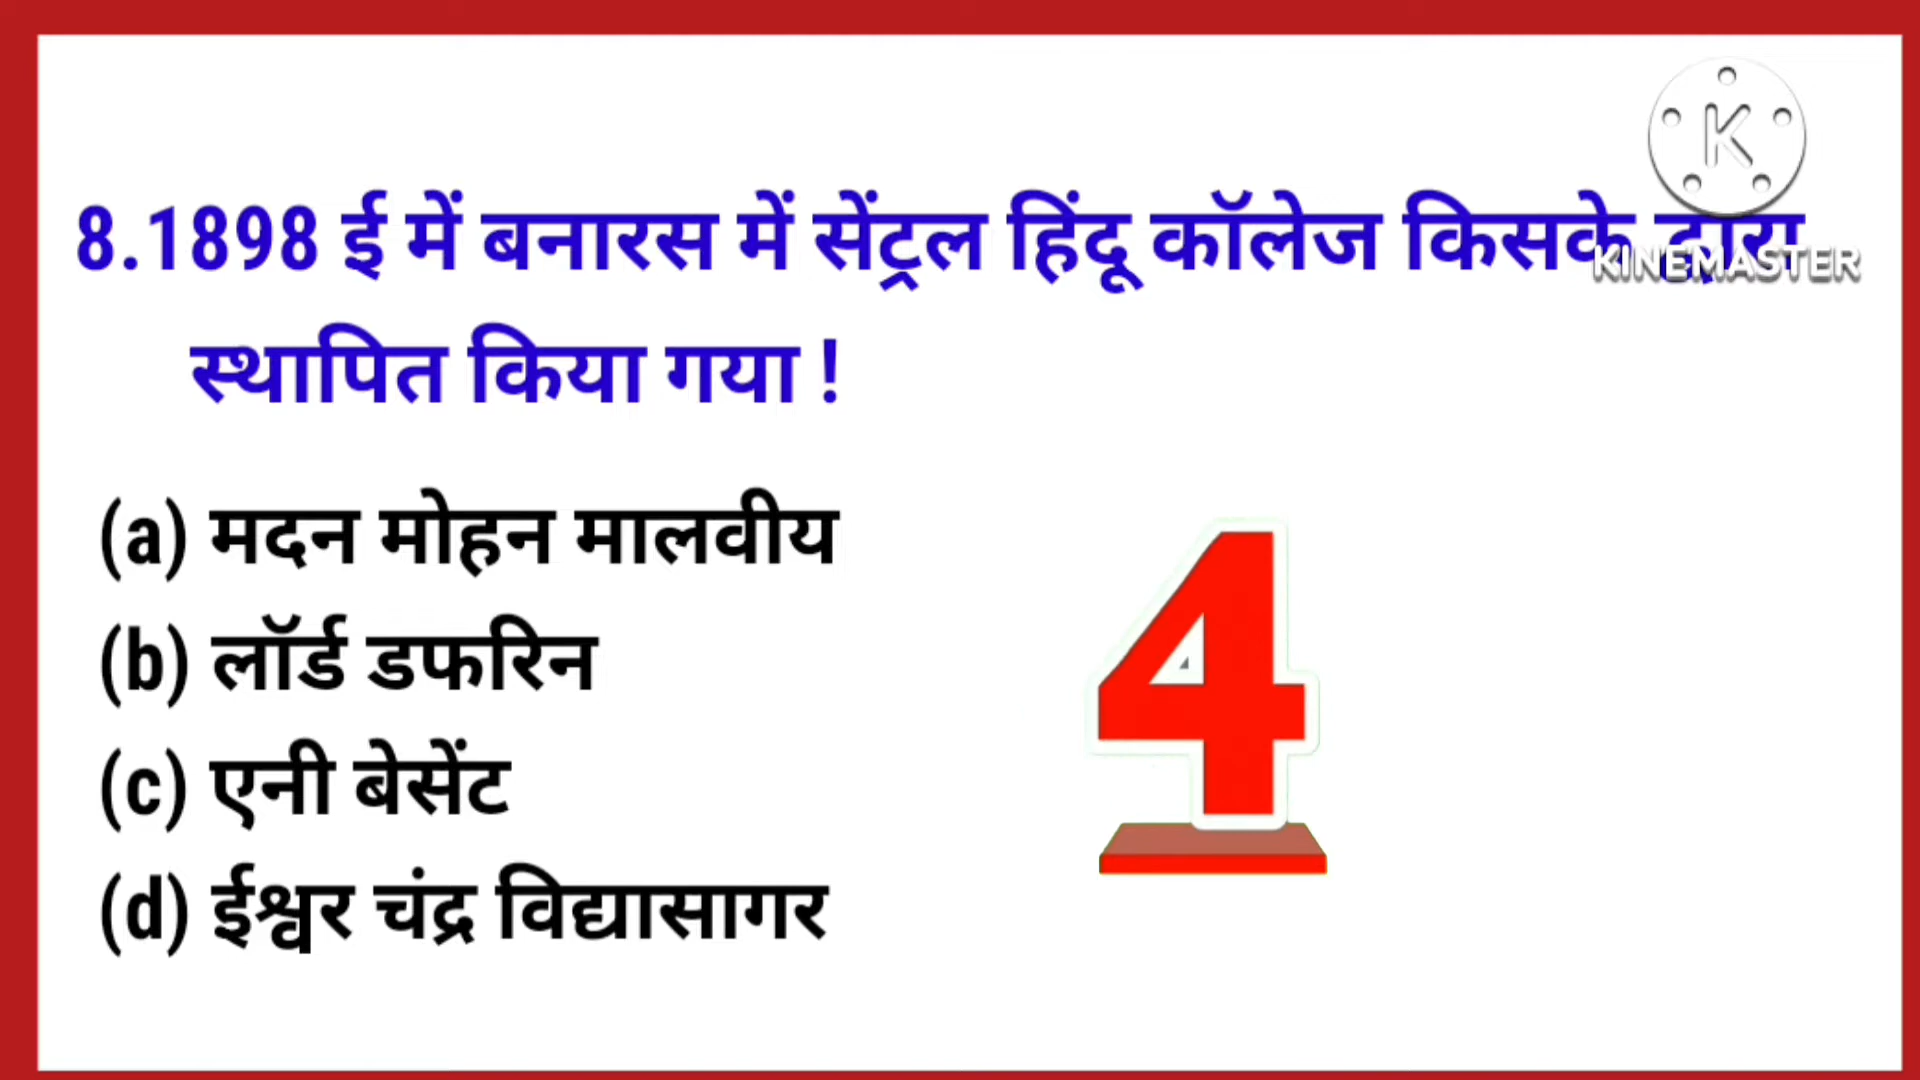 8.1898 ई में बनारस में सेंट्रल हिंदू कॉलेज किसके द्वारा
स्थापित किया गया !
(a) मदन मोहन मालवीय
(b) लॉर्ड डफरिन
(c) एनी बेसेंट
(d) ईश्वर चंद्र विद्यासागर
4
K
KINEMASTER